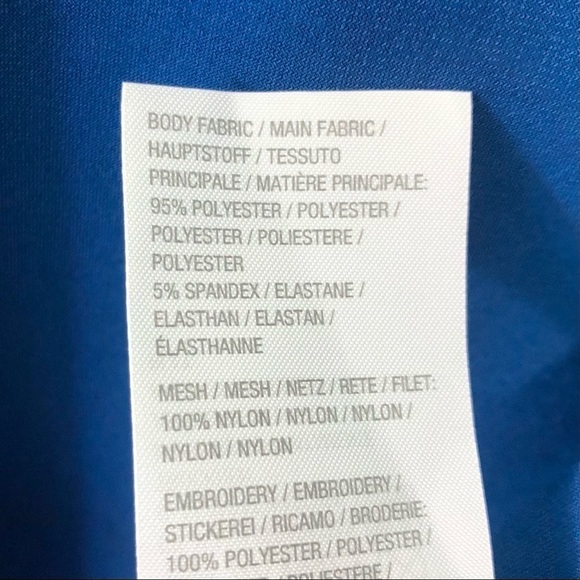 BODY FABRIC / MAIN FABRIC /
HAUPTSTOFF / TESSUTO
PRINCIPALE / MATIÈRE PRINCIPALE:
95% POLYESTER / POLYESTER /
POLYESTER / POLIESTERE /
POLYESTER
5% SPANDEX / ELASTANE /
ELASTHAN / ELASTAN /
ÉLASTHANNE
MESH / MESH / NETZ / RETE / FILET:
100% NYLON / NYLON / NYLON /
NYLON / NYLON
EMBROIDERY / EMBROIDERY /
STICKEREI / RICAMO / BRODERIE:
100% POLYESTER / POLYESTER /
/ POLIESTERE /